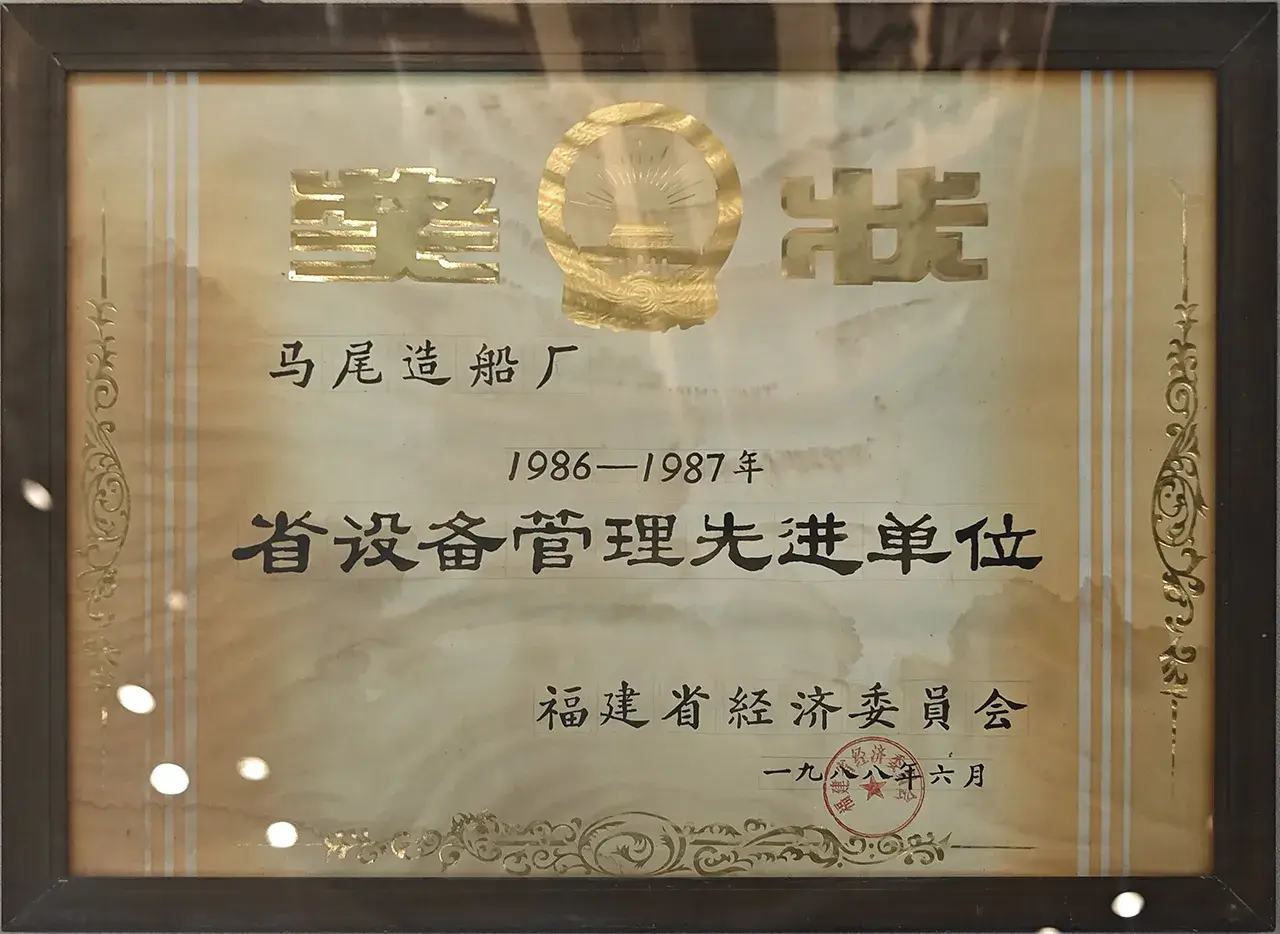 奖状
马尾造船厂
1986—1987年
省设备管理先进单位
福建省经济委員会
一九八八年六月
福建省经济委员会